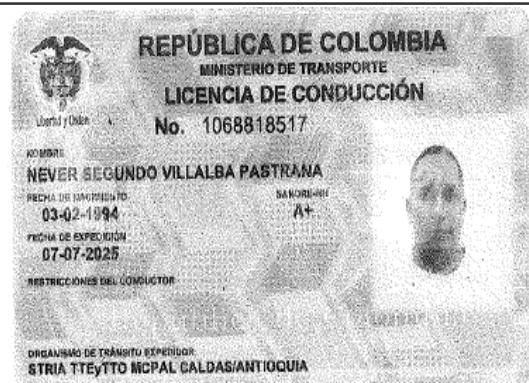 REPÚBLICA DE COLOMBIA
MINISTERIO DE TRANSPORTE
LICENCIA DE CONDUCCIÓN
Libertad y Orden
No. 1068818517
NOMBRE
NEVER SEGUNDO VILLALBA PASTRANA
FECHA DE NACIMIENTO
SANGRE-RH
03-02-1994
A+
FECHA DE EXPEDICIÓN
07-07-2025
RESTRICCIONES DEL CONDUCTOR
ORGANISMO DE TRÁNSITO EXPEDIDOR
STRIA TTEyTTO MCPAL CALDAS/ANTIOQUIA